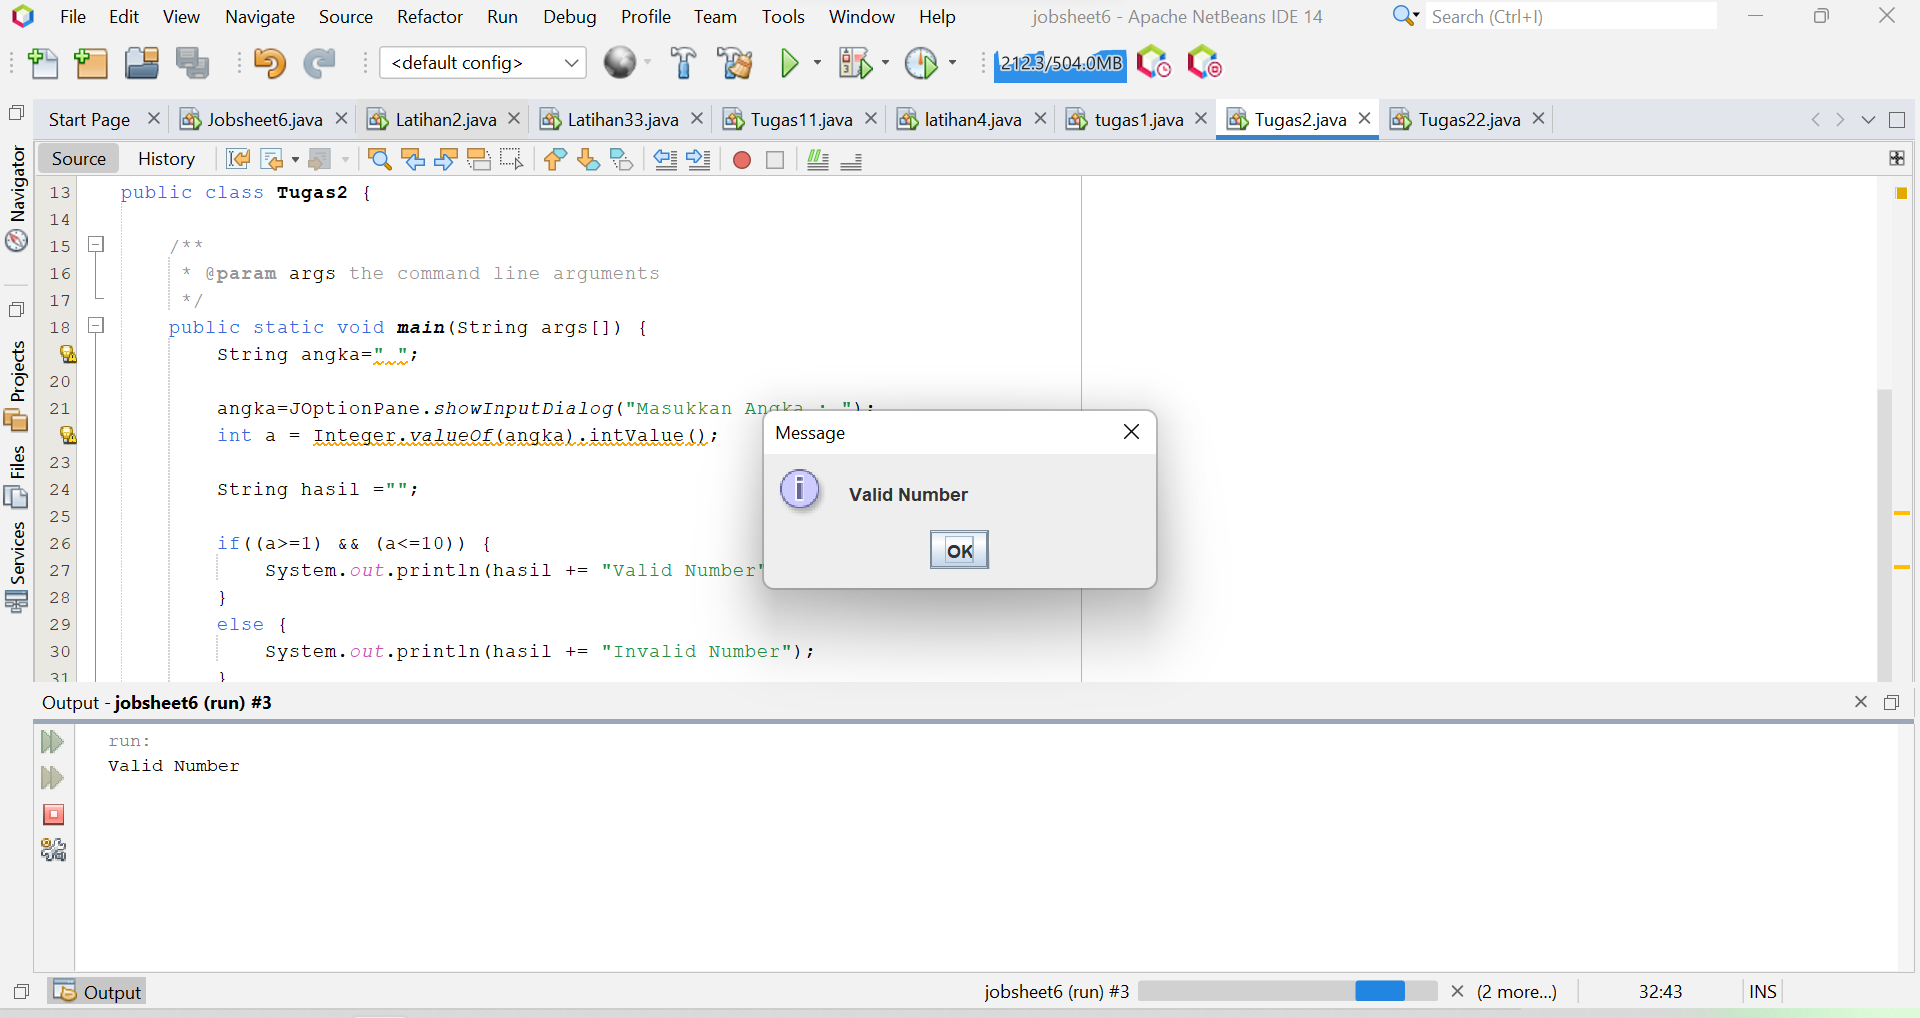 File Edit View Navigate Source Refactor Run Debug Profile Team Tools Window Help jobsheet6 - Apache NetBeans IDE 14 Search (Ctrl+I)
<default config> 212.3/504.0MB
Start Page Jobsheet6.java Latihan2.java Latihan33.java Tugas11.java latihan4.java tugas1.java Tugas2.java Tugas22.java
Source History
Navigator
Projects
Files
Services
13 public class Tugas2 {
14
15 /**
16 * @param args the command line arguments
17 */
18 public static void main(String args[]) {
String angka=" ";
20
21 angka=JOptionPane.showInputDialog("Masukkan Angka : ");
int a = Integer.valueOf(angka).intValue();
23
24 String hasil ="";
25
26 if((a>=1) && (a<=10)) {
27 System.out.println(hasil += "Valid Number"
28 }
29 else {
30 System.out.println(hasil += "Invalid Number");
31 }
Message
Valid Number
OK
Output - jobsheet6 (run) #3
run:
Valid Number
Output jobsheet6 (run) #3 (2 more...) 32:43 INS